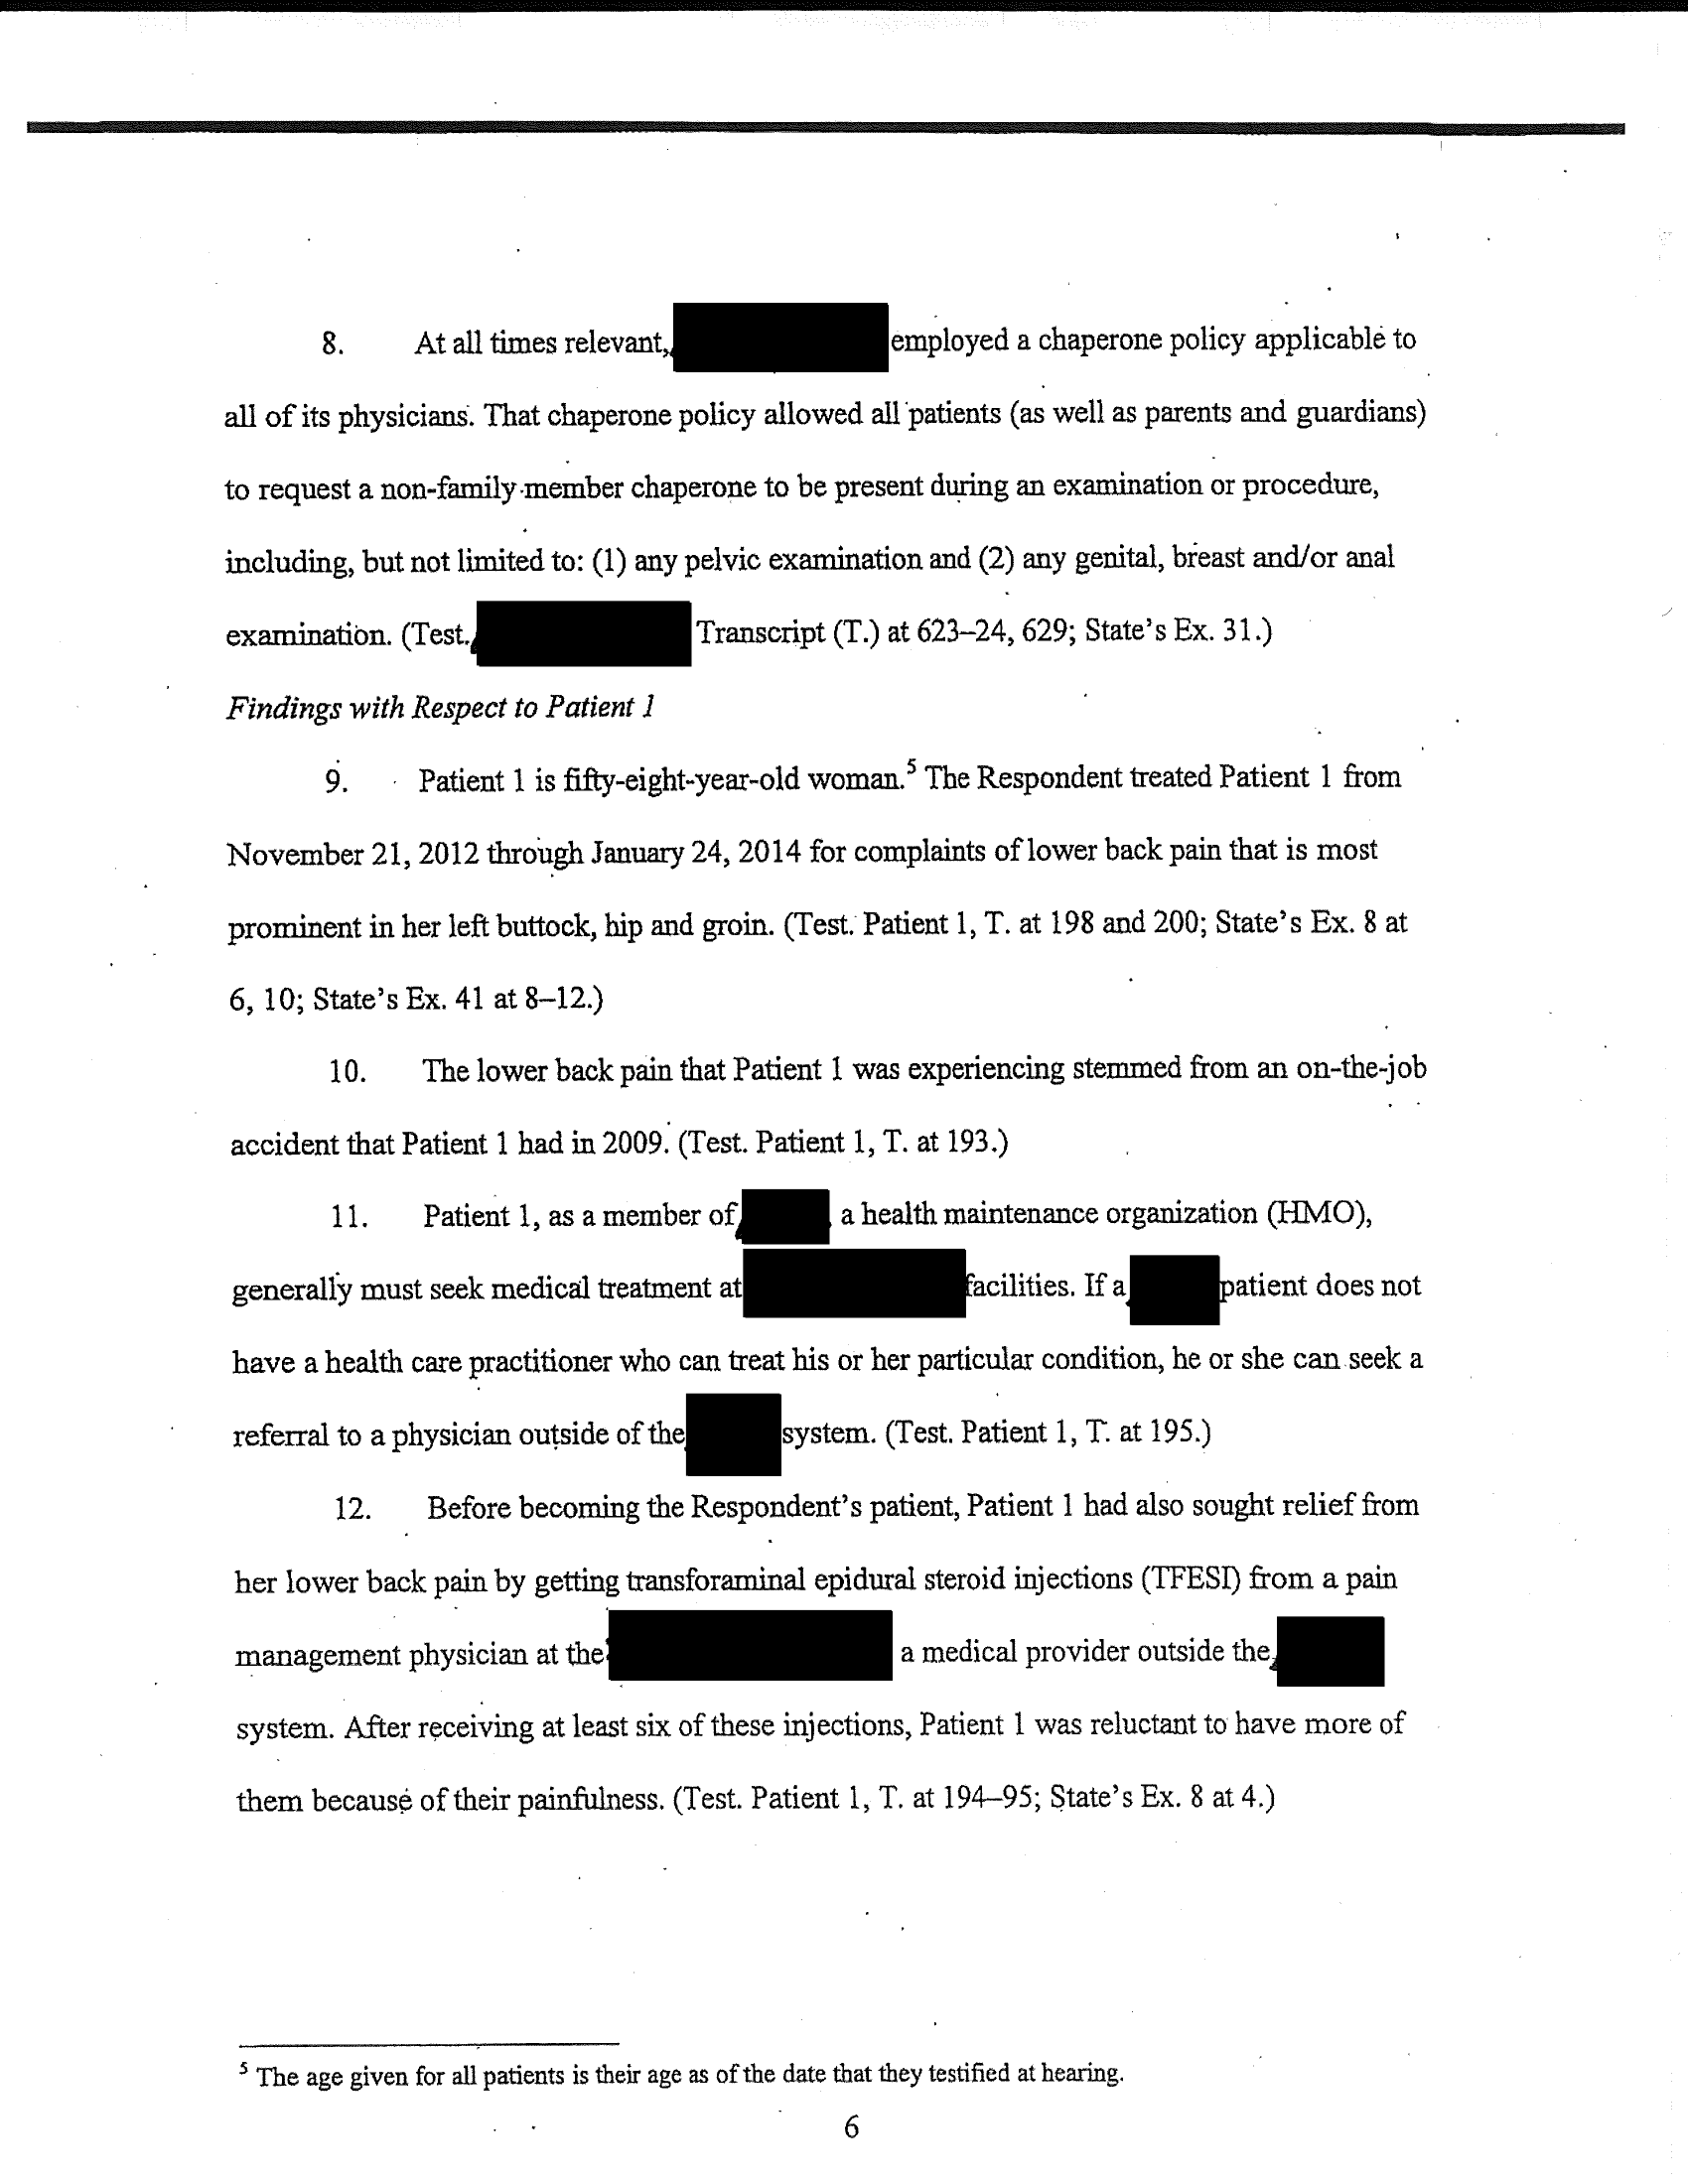 8. At all times relevant, employed a chaperone policy applicable to
all of its physicians. That chaperone policy allowed all patients (as well as parents and guardians)
to request a non-family member chaperone to be present during an examination or procedure,
including, but not limited to: (1) any pelvic examination and (2) any genital, breast and/or anal
examination. (Test. Transcript (T.) at 623–24, 629; State's Ex. 31.)
Findings with Respect to Patient 1
9. Patient 1 is fifty-eight-year-old woman.5 The Respondent treated Patient 1 from
November 21, 2012 through January 24, 2014 for complaints of lower back pain that is most
prominent in her left buttock, hip and groin. (Test. Patient 1, T. at 198 and 200; State's Ex. 8 at
6, 10; State's Ex. 41 at 8–12.)
10. The lower back pain that Patient 1 was experiencing stemmed from an on-the-job
accident that Patient 1 had in 2009. (Test. Patient 1, T. at 193.)
11. Patient 1, as a member of a health maintenance organization (HMO),
generally must seek medical treatment at facilities. If a patient does not
have a health care practitioner who can treat his or her particular condition, he or she can seek a
referral to a physician outside of the system. (Test. Patient 1, T. at 195.)
12. Before becoming the Respondent's patient, Patient 1 had also sought relief from
her lower back pain by getting transforaminal epidural steroid injections (TFESI) from a pain
management physician at the a medical provider outside the
system. After receiving at least six of these injections, Patient 1 was reluctant to have more of
them because of their painfulness. (Test. Patient 1, T. at 194–95; State's Ex. 8 at 4.)
5 The age given for all patients is their age as of the date that they testified at hearing.
6